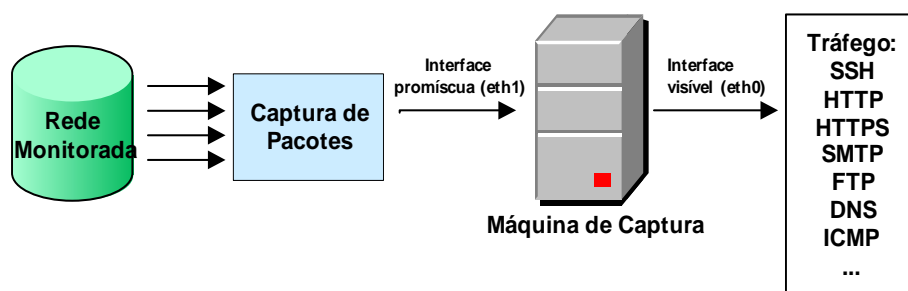 Rede
Monitorada
Captura de
Pacotes
Interface
promíscua (eth1)
Máquina de Captura
Interface
visível (eth0)
Tráfego:
SSH
HTTP
HTTPS
SMTP
FTP
DNS
ICMP
...